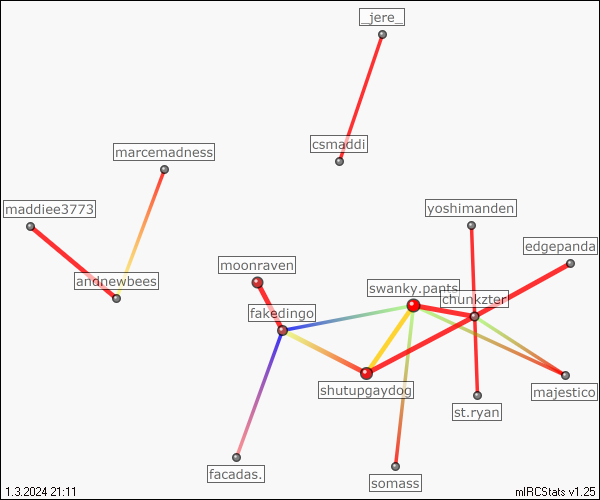 _jere_
csmaddi
marcemadness
maddiee3773
yoshimanden
edgepanda
moonraven
andnewbees
swanky.pants
chunkzter
fakedingo
shutupgaydog
majestico
st.ryan
facadas.
somass
1.3.2024 21:11
mIRCStats v1.25